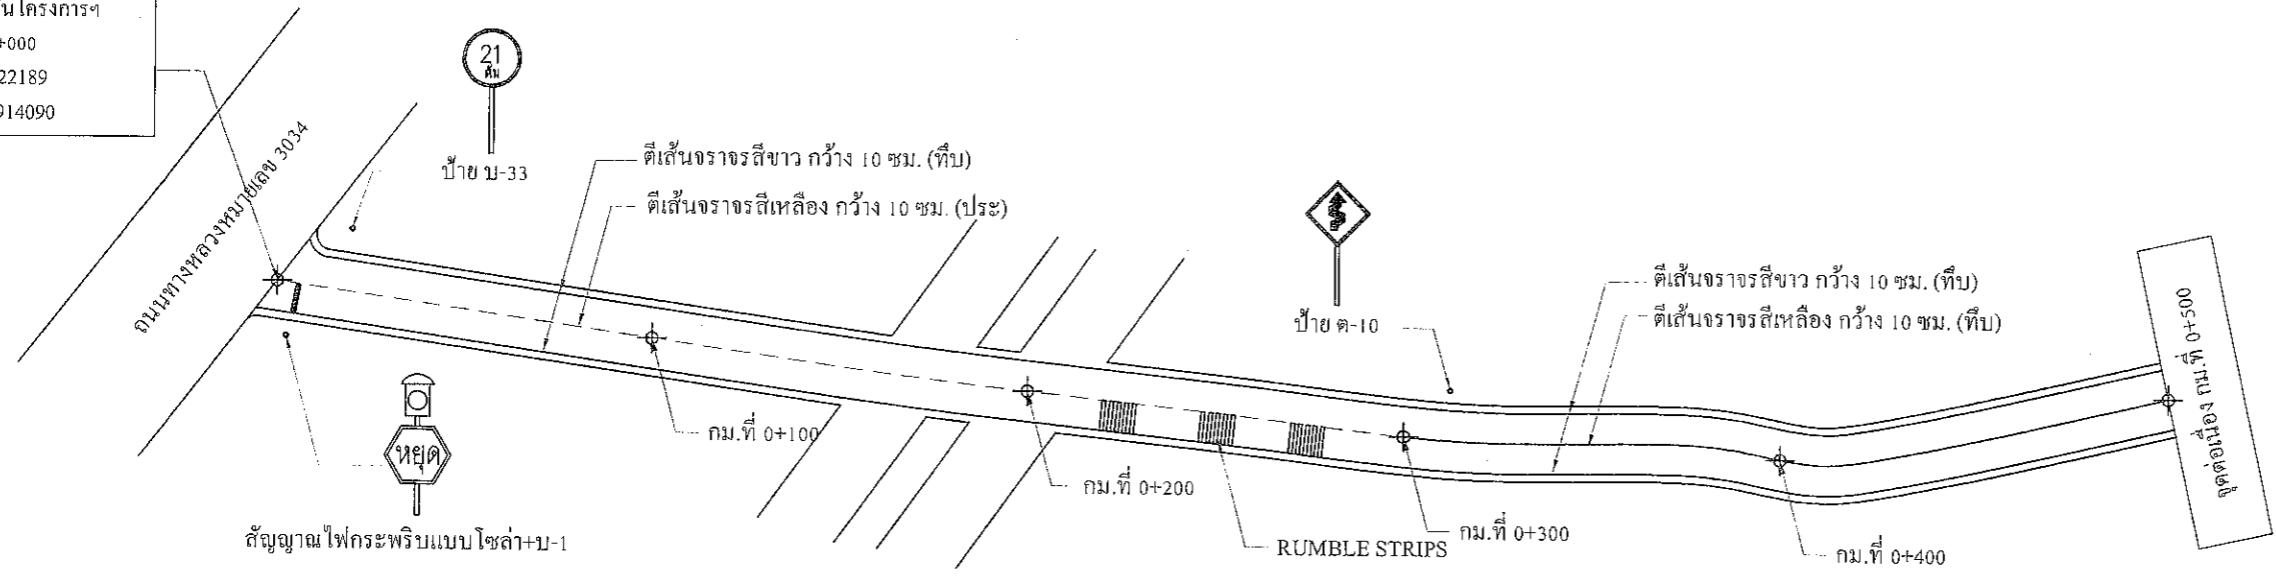 โครงการฯ
+000
22189
914090
21
ตัน
ป้าย บ-33
ถนนทางหลวงหมายเลข 3034
ตีเส้นจราจรสีขาว กว้าง 10 ซม. (ทึบ)
ตีเส้นจราจรสีเหลือง กว้าง 10 ซม. (ประ)
หยุด
สัญญาณไฟกระพริบแบบโซล่า+บ-1
กม.ที่ 0+100
กม.ที่ 0+200
ป้าย ต-10
RUMBLE STRIPS
กม.ที่ 0+300
ตีเส้นจราจรสีขาว กว้าง 10 ซม. (ทึบ)
ตีเส้นจราจรสีเหลือง กว้าง 10 ซม. (ทึบ)
กม.ที่ 0+400
จุดต่อเนื่อง กม.ที่ 0+500